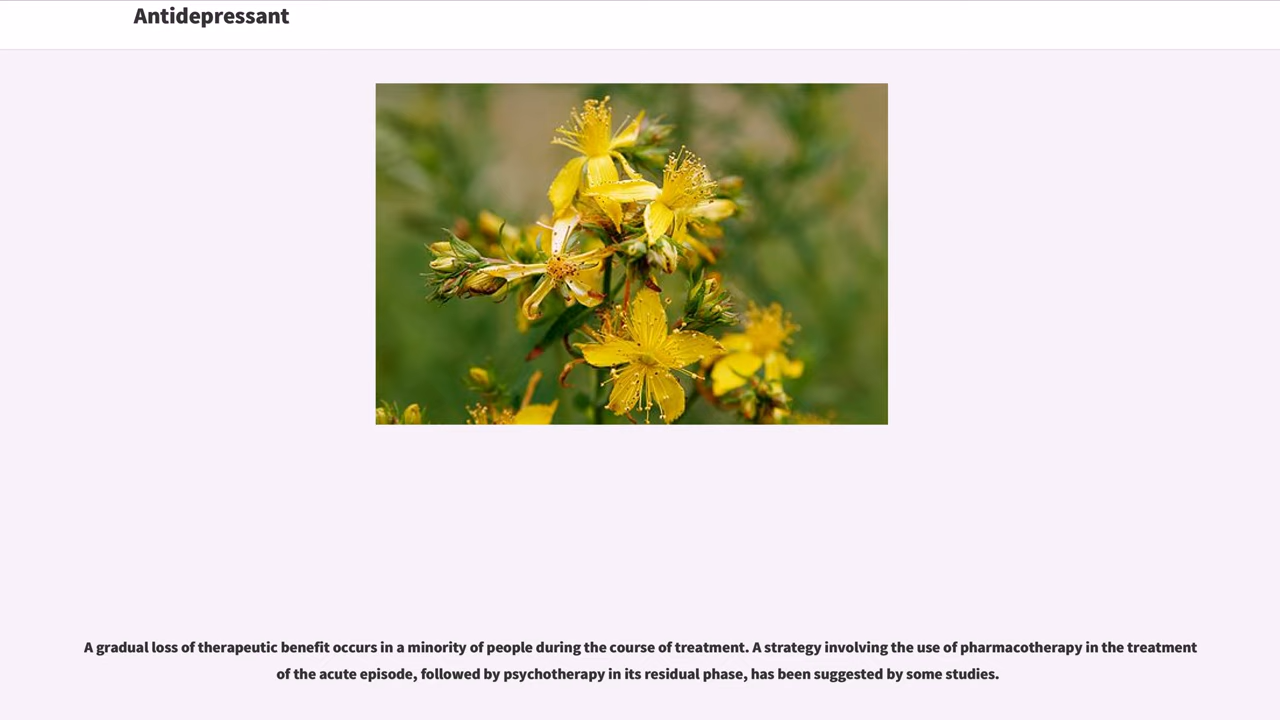 Antidepressant
A gradual loss of therapeutic benefit occurs in a minority of people during the course of treatment. A strategy involving the use of pharmacotherapy in the treatment
of the acute episode, followed by psychotherapy in its residual phase, has been suggested by some studies.